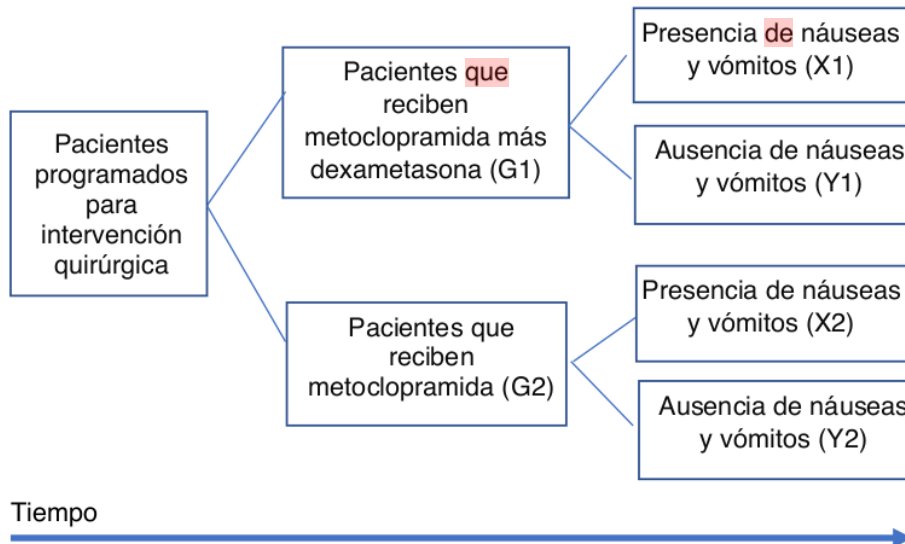 Pacientes
programados
para
intervención
quirúrgica
Pacientes que
reciben
metoclopramida más
dexametasona (G1)
Presencia de náuseas
y vómitos (X1)
Ausencia de náuseas
y vómitos (Y1)
Pacientes que
reciben
metoclopramida (G2)
Presencia de náuseas
y vómitos (X2)
Ausencia de náuseas
y vómitos (Y2)
Tiempo